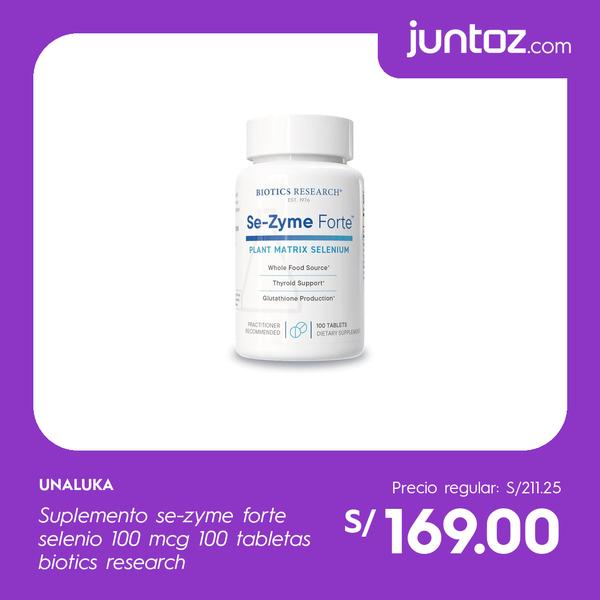 juntoz.com
BIOTICS RESEARCH®
EST. 1976
Se-Zyme Forte™
PLANT MATRIX SELENIUM
Whole Food Source*
Thyroid Support*
Glutathione Production*
PRACTITIONER RECOMMENDED
100 TABLETS
DIETARY SUPPLEMENT
UNALUKA
Suplemento se-zyme forte
selenio 100 mcg 100 tabletas
biotics research
Precio regular: S/211.25
S/169.00